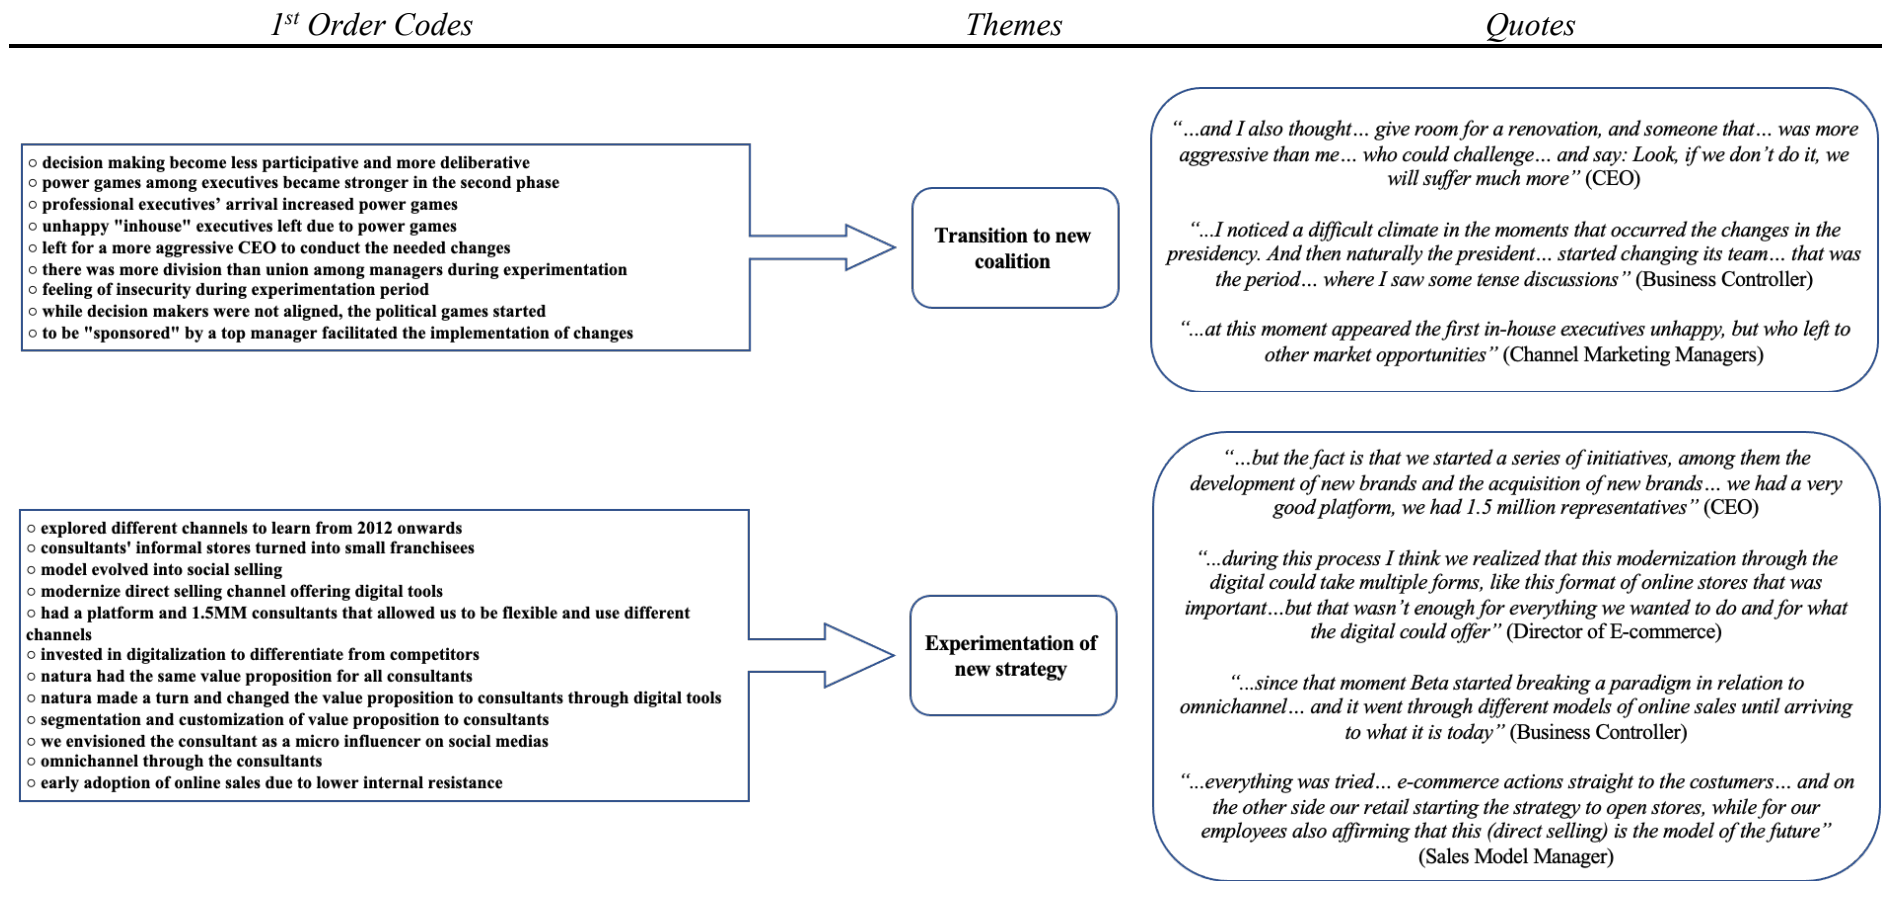 1st Order Codes
Themes
Quotes
○ decision making become less participative and more deliberative
○ power games among executives became stronger in the second phase
○ professional executives’ arrival increased power games
○ unhappy "inhouse" executives left due to power games
○ left for a more aggressive CEO to conduct the needed changes
○ there was more division than union among managers during experimentation
○ feeling of insecurity during experimentation period
○ while decision makers were not aligned, the political games started
○ to be "sponsored" by a top manager facilitated the implementation of changes
Transition to new
coalition
“…and I also thought… give room for a renovation, and someone that… was more
aggressive than me… who could challenge… and say: Look, if we don’t do it, we
will suffer much more” (CEO)
“...I noticed a difficult climate in the moments that occurred the changes in the
presidency. And then naturally the president… started changing its team… that was
the period… where I saw some tense discussions” (Business Controller)
“...at this moment appeared the first in-house executives unhappy, but who left to
other market opportunities” (Channel Marketing Managers)
○ explored different channels to learn from 2012 onwards
○ consultants' informal stores turned into small franchisees
○ model evolved into social selling
○ modernize direct selling channel offering digital tools
○ had a platform and 1.5MM consultants that allowed us to be flexible and use different
channels
○ invested in digitalization to differentiate from competitors
○ natura had the same value proposition for all consultants
○ natura made a turn and changed the value proposition to consultants through digital tools
○ segmentation and customization of value proposition to consultants
○ we envisioned the consultant as a micro influencer on social medias
○ omnichannel through the consultants
○ early adoption of online sales due to lower internal resistance
Experimentation of
new strategy
“…but the fact is that we started a series of initiatives, among them the
development of new brands and the acquisition of new brands… we had a very
good platform, we had 1.5 million representatives” (CEO)
“...during this process I think we realized that this modernization through the
digital could take multiple forms, like this format of online stores that was
important…but that wasn’t enough for everything we wanted to do and for what
the digital could offer” (Director of E-commerce)
“...since that moment Beta started breaking a paradigm in relation to
omnichannel… and it went through different models of online sales until arriving
to what it is today” (Business Controller)
“...everything was tried… e-commerce actions straight to the costumers… and on
the other side our retail starting the strategy to open stores, while for our
employees also affirming that this (direct selling) is the model of the future”
(Sales Model Manager)